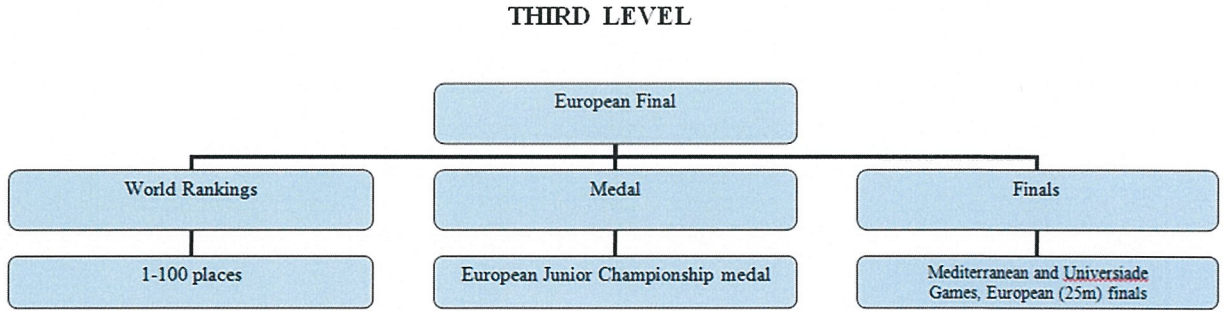 THIRD LEVEL
European Final
World Rankings
Medal
Finals
1-100 places
European Junior Championship medal
Mediterranean and Universiade
Games, European (25m) finals